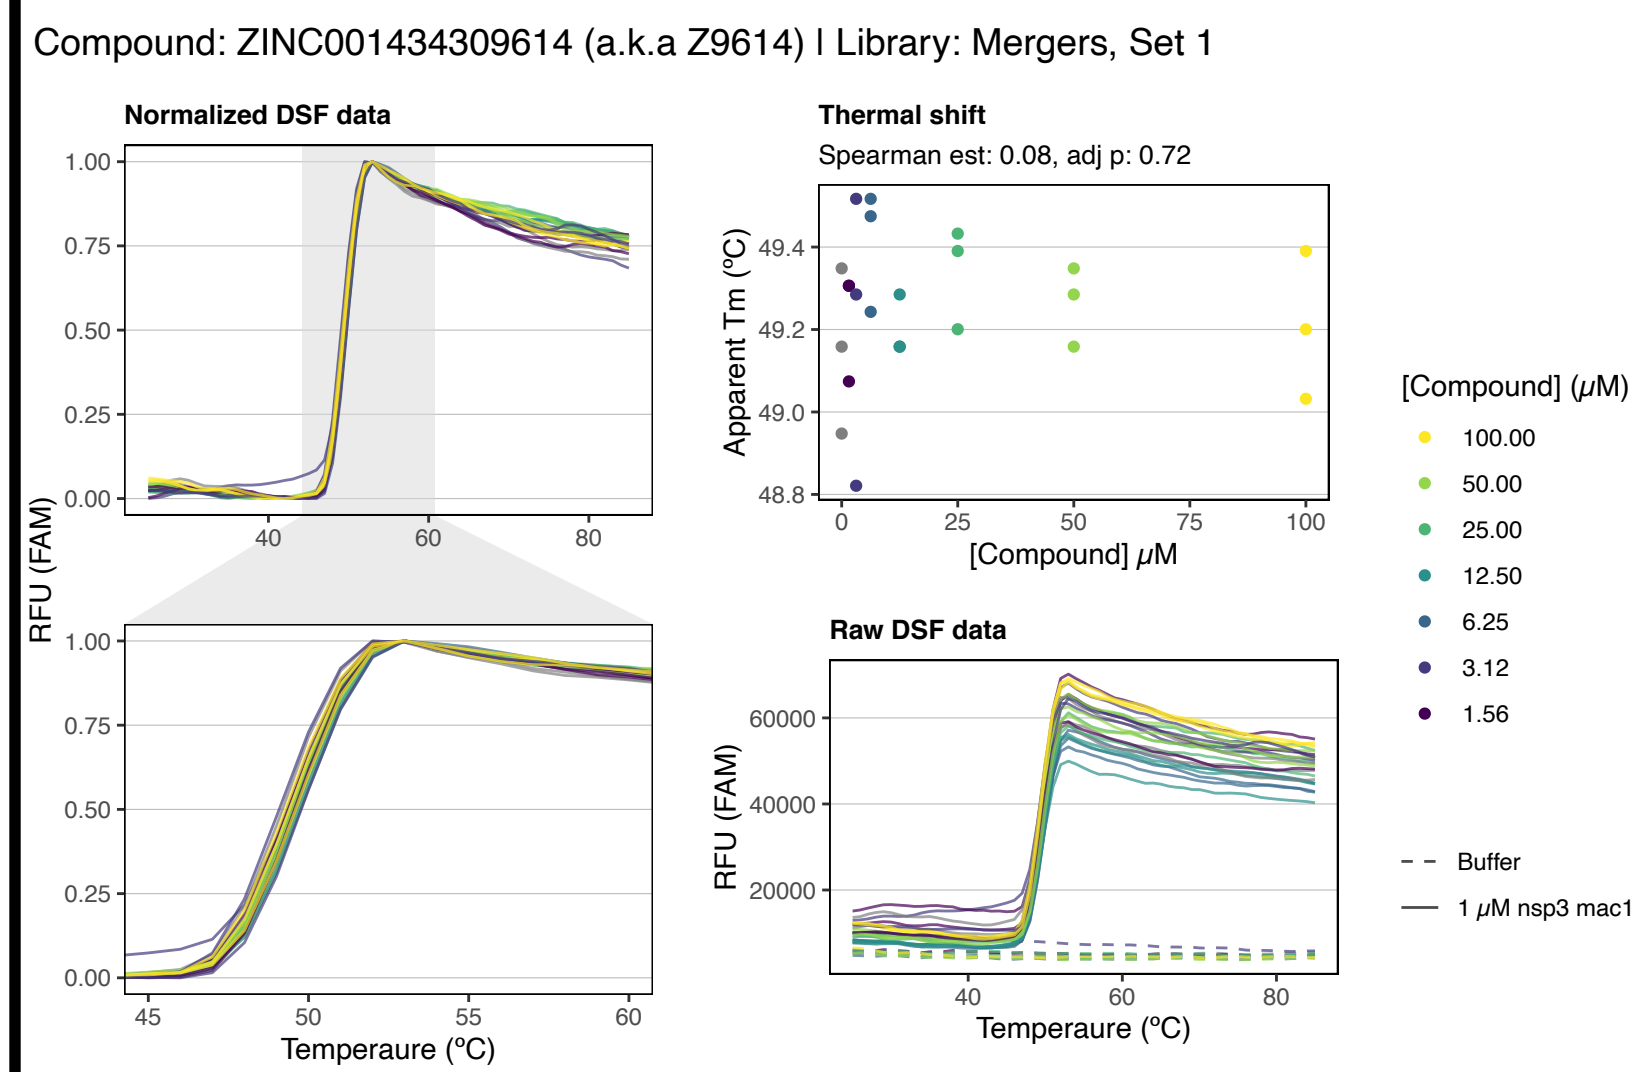 Compound: ZINC001434309614 (a.k.a Z9614) | Library: Mergers, Set 1
Normalized DSF data
1.00
0.75
0.50
0.25
0.00
40 60 80
RFU (FAM)
1.00
0.75
0.50
0.25
0.00
45 50 55 60
Temperaure (ºC)
Thermal shift
Spearman est: 0.08, adj p: 0.72
Apparent Tm (ºC)
49.4
49.2
49.0
48.8
0 25 50 75 100
[Compound] µM
Raw DSF data
RFU (FAM)
60000
40000
20000
40 60 80
Temperaure (ºC)
[Compound] (µM)
100.00
50.00
25.00
12.50
6.25
3.12
1.56
Buffer
1 µM nsp3 mac1